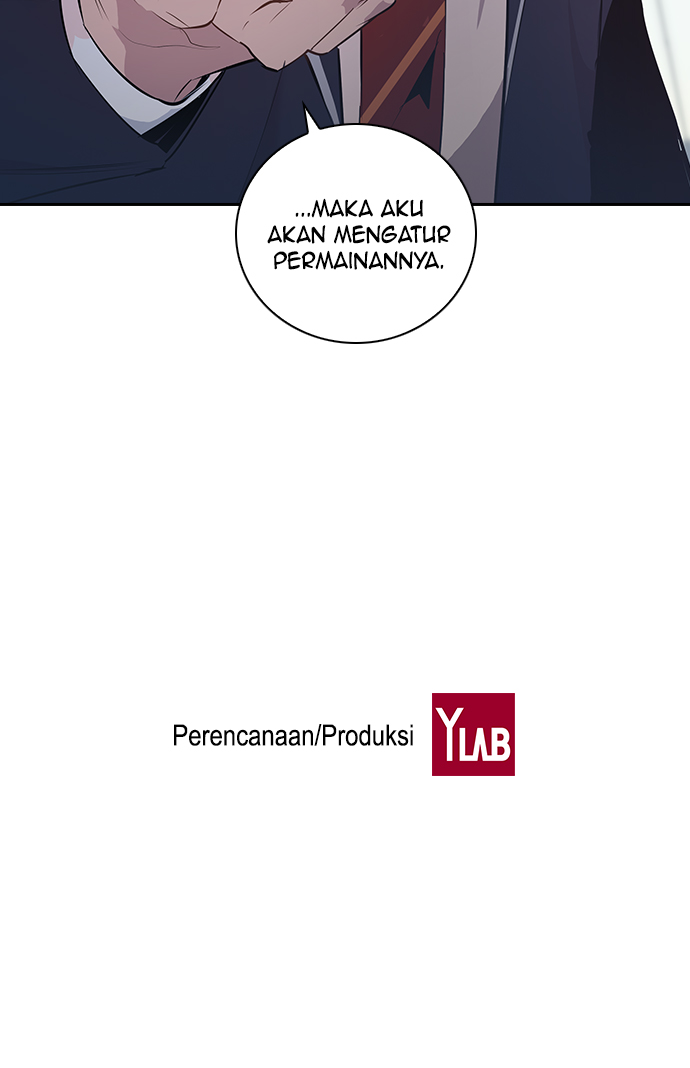 ...MAKA AKU
AKAN MENGATUR
PERMAINANNYA.
Perencanaan/Produksi YLAB